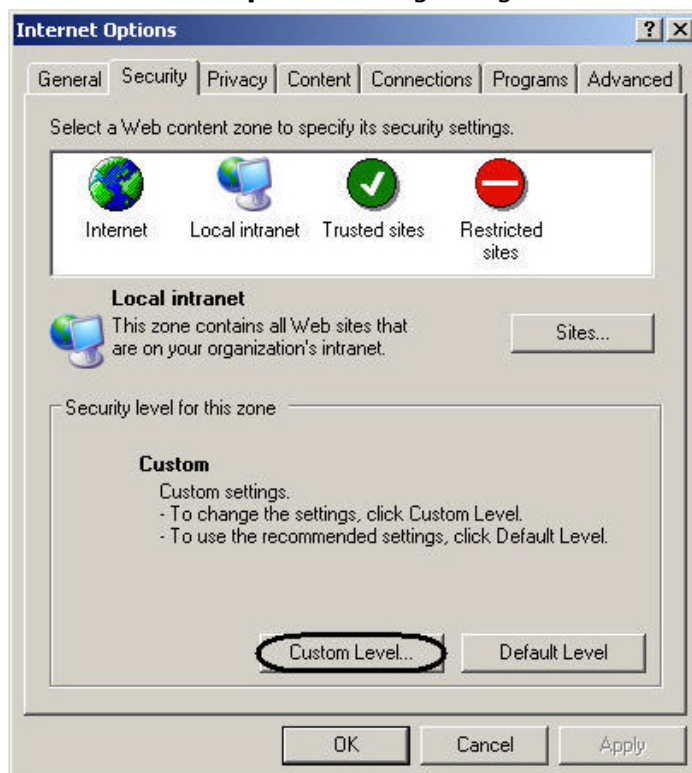 Internet Options
General Security Privacy Content Connections Programs Advanced
Select a Web content zone to specify its security settings.
Internet Local intranet Trusted sites Restricted
sites
Local intranet
This zone contains all Web sites that
are on your organization's intranet.
Sites...
Security level for this zone
Custom
Custom settings.
- To change the settings, click Custom Level.
- To use the recommended settings, click Default Level.
Custom Level... Default Level
OK Cancel Apply